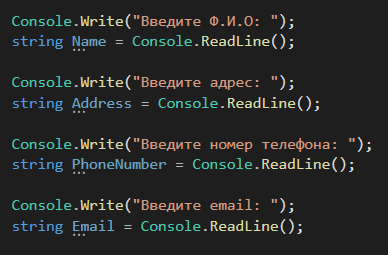 Console.Write("Введите Ф.И.О: ");
string Name = Console.ReadLine();
Console.Write("Введите адрес: ");
string Address = Console.ReadLine();
Console.Write("Введите номер телефона: ");
string PhoneNumber = Console.ReadLine();
Console.Write("Введите email: ");
string Email = Console.ReadLine();